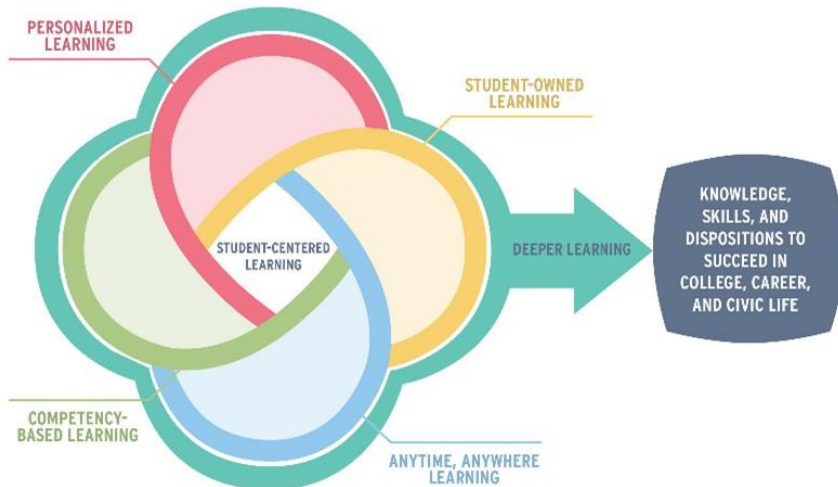 PERSONALIZED
LEARNING
STUDENT-OWNED
LEARNING
STUDENT-CENTERED
LEARNING
DEEPER LEARNING
KNOWLEDGE,
SKILLS, AND
DISPOSITIONS TO
SUCCEED IN
COLLEGE, CAREER,
AND CIVIC LIFE
COMPETENCY-
BASED LEARNING
ANYTIME, ANYWHERE
LEARNING